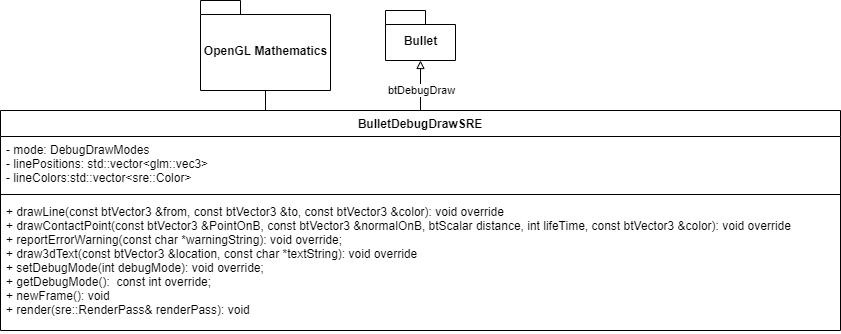 OpenGL Mathematics
Bullet
btDebugDraw
BulletDebugDrawSRE
- mode: DebugDrawModes
- linePositions: std::vector<glm::vec3>
- lineColors:std::vector<sre::Color>
+ drawLine(const btVector3 &from, const btVector3 &to, const btVector3 &color): void override
+ drawContactPoint(const btVector3 &PointOnB, const btVector3 &normalOnB, btScalar distance, int lifeTime, const btVector3 &color): void override
+ reportErrorWarning(const char *warningString): void override;
+ draw3dText(const btVector3 &location, const char *textString): void override
+ setDebugMode(int debugMode): void override;
+ getDebugMode():  const int override;
+ newFrame(): void
+ render(sre::RenderPass& renderPass): void